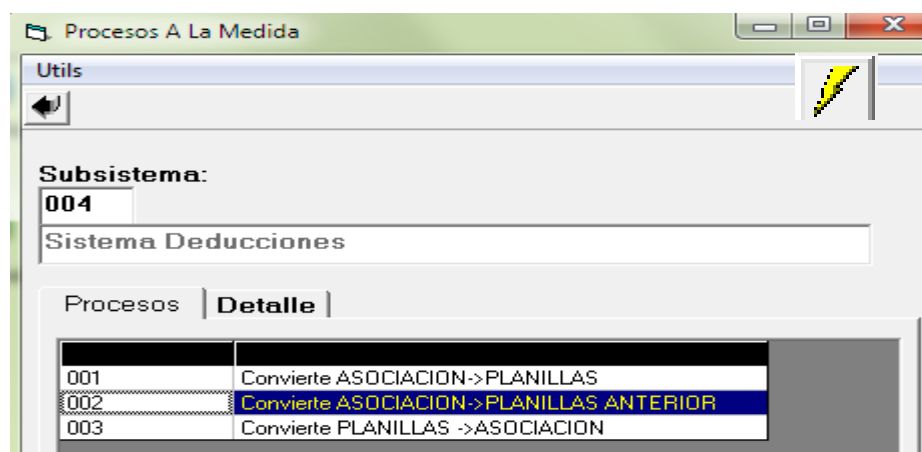 Procesos A La Medida
Utils
Subsistema:
004
Sistema Deducciones
Procesos Detalle
001 Convierte ASOCIACION->PLANILLAS
002 Convierte ASOCIACION->PLANILLAS ANTERIOR
003 Convierte PLANILLAS ->ASOCIACION